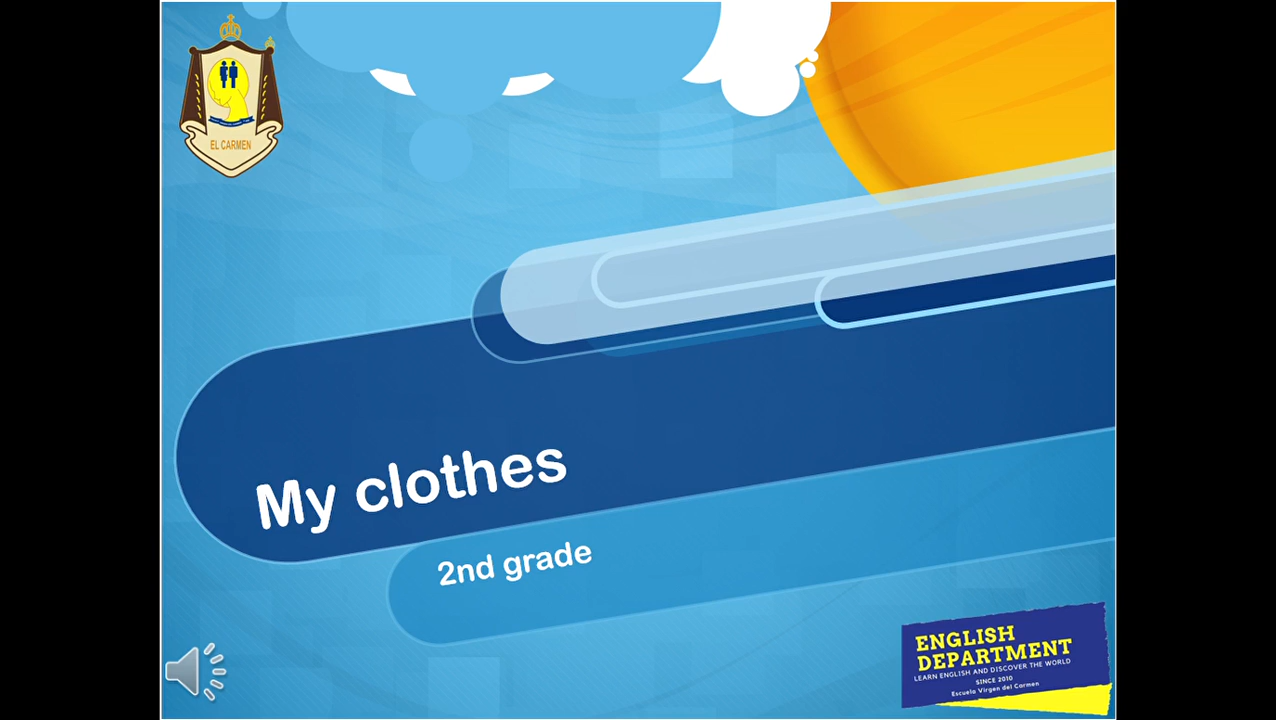 EL CARMEN
My clothes
2nd grade
ENGLISH
DEPARTMENT
LEARN ENGLISH AND DISCOVER THE WORLD
SINCE 2010
Escuela Virgen del Carmen